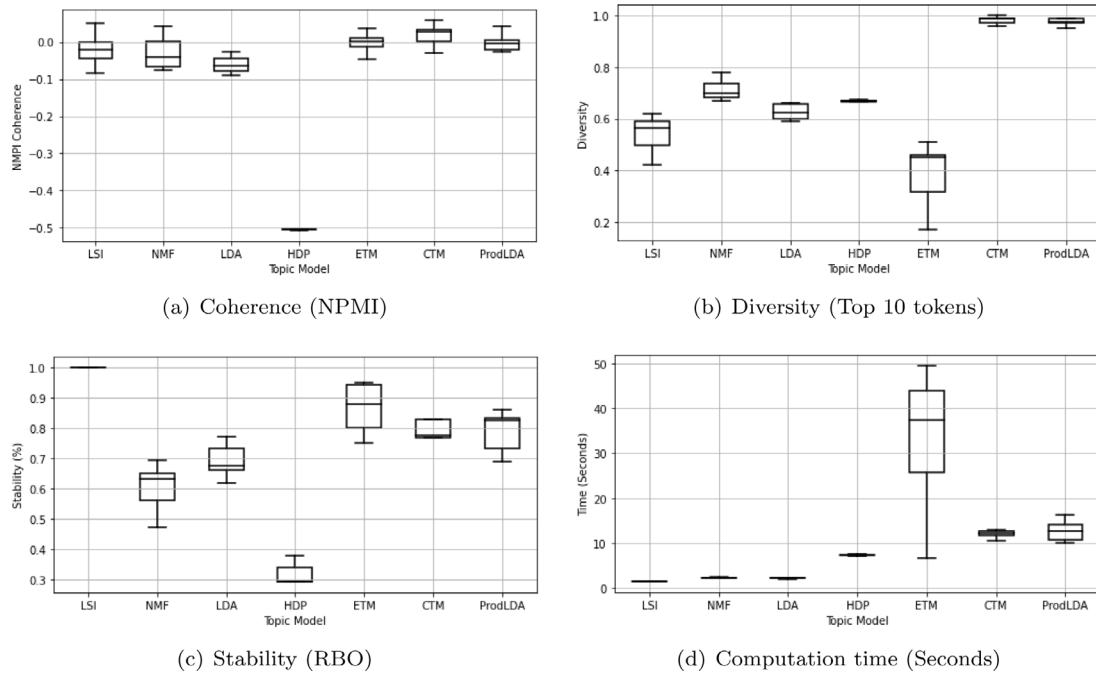 0.0
−0.1
−0.2
−0.3
−0.4
−0.5
NMPI Coherence
LSI NMF LDA HDP ETM CTM ProdLDA
Topic Model
(a) Coherence (NPMI)
1.0
0.8
0.6
0.4
0.2
Diversity
LSI NMF LDA HDP ETM CTM ProdLDA
Topic Model
(b) Diversity (Top 10 tokens)
1.0
0.9
0.8
0.7
0.6
0.5
0.4
0.3
Stability (%)
LSI NMF LDA HDP ETM CTM ProdLDA
Topic Model
(c) Stability (RBO)
50
40
30
20
10
0
Time (Seconds)
LSI NMF LDA HDP ETM CTM ProdLDA
Topic Model
(d) Computation time (Seconds)